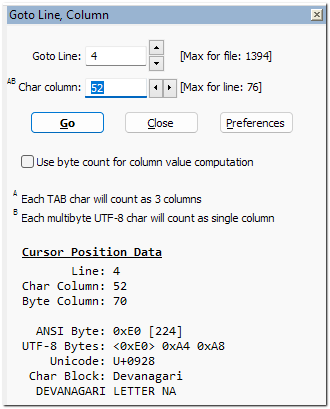 Goto Line, Column
Goto Line: 4 [Max for file: 1394]
AB Char column: 52 [Max for line: 76]
Go Close Preferences
Use byte count for column value computation
A Each TAB char will count as 3 columns
B Each multibyte UTF-8 char will count as single column
Cursor Position Data
Line: 4
Char Column: 52
Byte Column: 70
ANSI Byte: 0xE0 [224]
UTF-8 Bytes: <0xE0> 0xA4 0xA8
Unicode: U+0928
Char Block: Devanagari
DEVANAGARI LETTER NA